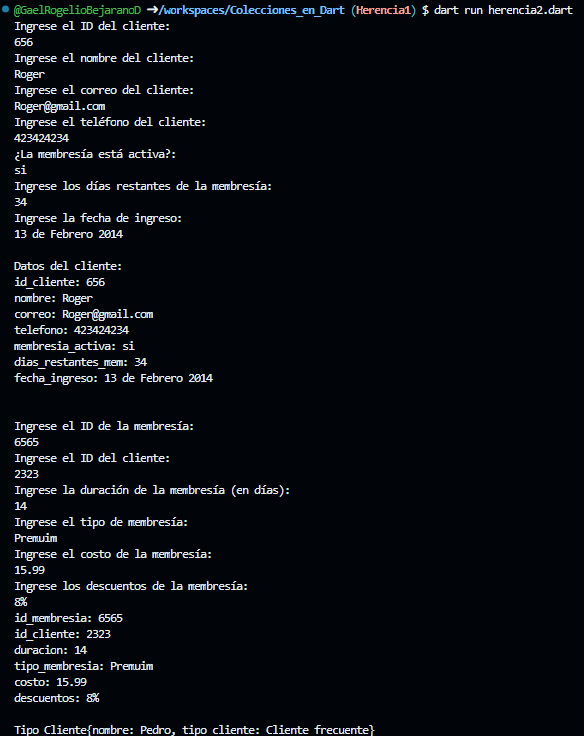 @GaelRogelioBejaranoD ➜/workspaces/Colecciones_en_Dart (Herencia1) $ dart run herencia2.dart
Ingrese el ID del cliente:
656
Ingrese el nombre del cliente:
Roger
Ingrese el correo del cliente:
Roger@gmail.com
Ingrese el teléfono del cliente:
423424234
¿La membresía está activa?:
si
Ingrese los días restantes de la membresía:
34
Ingrese la fecha de ingreso:
13 de Febrero 2014
Datos del cliente:
id_cliente: 656
nombre: Roger
correo: Roger@gmail.com
telefono: 423424234
membresia_activa: si
dias_restantes_mem: 34
fecha_ingreso: 13 de Febrero 2014
Ingrese el ID de la membresía:
6565
Ingrese el ID del cliente:
2323
Ingrese la duración de la membresía (en días):
14
Ingrese el tipo de membresía:
Premuim
Ingrese el costo de la membresía:
15.99
Ingrese los descuentos de la membresía:
8%
id_membresia: 6565
id_cliente: 2323
duracion: 14
tipo_membresia: Premuim
costo: 15.99
descuentos: 8%
Tipo Cliente{nombre: Pedro, tipo cliente: Cliente frecuente}